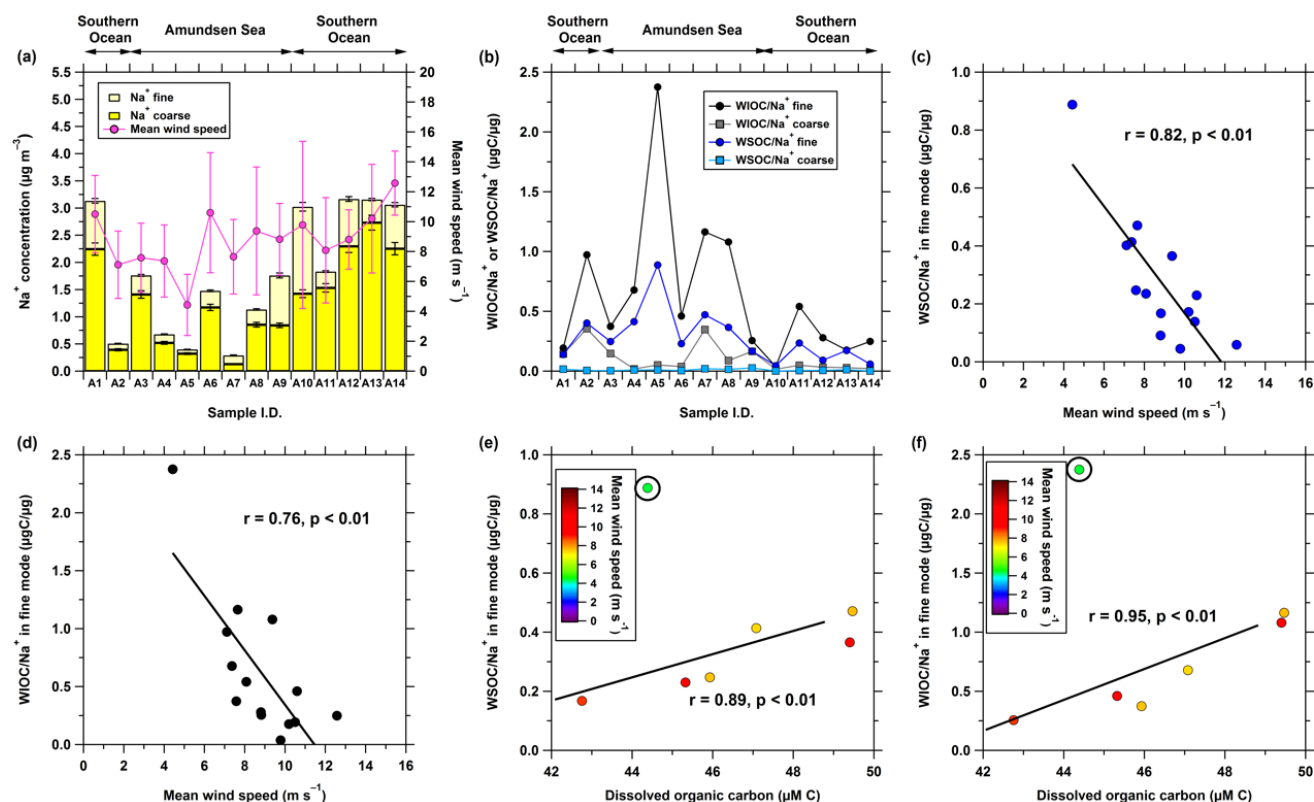 Southern
Ocean
Amundsen Sea
Southern
Ocean
(a)
5.5
5.0
4.5
4.0
3.5
3.0
2.5
2.0
1.5
1.0
0.5
0.0
Na+ concentration (µg m−3)
Na+ fine
Na+ coarse
Mean wind speed
20
18
16
14
12
10
8
6
4
2
0
Mean wind speed
(m s−1)
A1 A2 A3 A4 A5 A6 A7 A8 A9 A10 A11 A12 A13 A14
Sample I.D.
Southern
Ocean
Amundsen Sea
Southern
Ocean
(b)
2.5
2.0
1.5
1.0
0.5
0.0
WIOC/Na+ or WSOC/Na+ (µgC/µg)
WIOC/Na+ fine
WIOC/Na+ coarse
WSOC/Na+ fine
WSOC/Na+ coarse
A1 A2 A3 A4 A5 A6 A7 A8 A9 A10 A11 A12 A13 A14
Sample I.D.
(c)
1.0
0.8
0.6
0.4
0.2
0.0
WSOC/Na+ in fine mode (µgC/µg)
r = 0.82, p < 0.01
0 2 4 6 8 10 12 14 16
Mean wind speed (m s−1)
(d)
2.5
2.0
1.5
1.0
0.5
0.0
WIOC/Na+ in fine mode (µgC/µg)
r = 0.76, p < 0.01
0 2 4 6 8 10 12 14 16
Mean wind speed (m s−1)
(e)
1.0
0.8
0.6
0.4
0.2
0.0
WSOC/Na+ in fine mode (µgC/µg)
14
12
10
8
6
4
2
0
Mean wind speed
(m s-1)
r = 0.89, p < 0.01
42 44 46 48 50
Dissolved organic carbon (µM C)
(f)
2.5
2.0
1.5
1.0
0.5
0.0
WIOC/Na+ in fine mode (µgC/µg)
14
12
10
8
6
4
2
0
Mean wind speed
(m s-1)
r = 0.95, p < 0.01
42 44 46 48 50
Dissolved organic carbon (µM C)